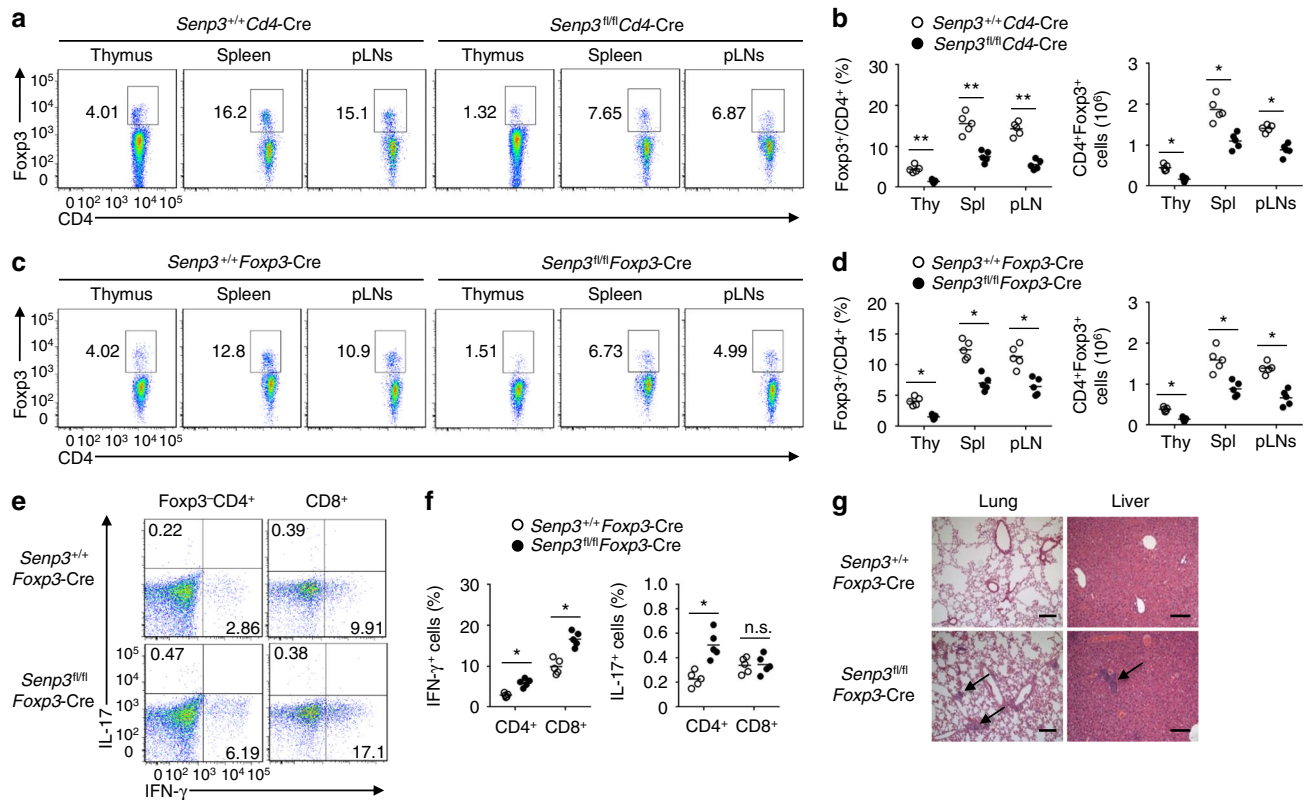 a
Senp3+/+Cd4-Cre Senp3fl/flCd4-Cre
Thymus Spleen pLNs Thymus Spleen pLNs
Foxp3
10⁵
10⁴
10³
10²
0
4.01 16.2 15.1 1.32 7.65 6.87
0 10² 10³ 10⁴ 10⁵
CD4
b
Senp3+/+Cd4-Cre
Senp3fl/flCd4-Cre
Foxp3⁺/CD4⁺ (%)
30
20
10
0
** ** **
Thy Spl pLN
CD4⁺Foxp3⁺
cells (10⁶)
3
2
1
0
* * *
Thy Spl pLNs
c
Senp3+/+Foxp3-Cre Senp3fl/flFoxp3-Cre
Thymus Spleen pLNs Thymus Spleen pLNs
Foxp3
10⁵
10⁴
10³
10²
0
4.02 12.8 10.9 1.51 6.73 4.99
0 10² 10³ 10⁴ 10⁵
CD4
d
Senp3+/+Foxp3-Cre
Senp3fl/flFoxp3-Cre
Foxp3⁺/CD4⁺ (%)
20
15
10
5
0
* * *
Thy Spl pLN
CD4⁺Foxp3⁺
cells (10⁶)
3
2
1
0
* * *
Thy Spl pLNs
e
Foxp3⁻CD4⁺ CD8⁺
Senp3+/+
Foxp3-Cre
0.22 0.39
2.86 9.91
Senp3fl/fl
Foxp3-Cre
0.47 0.38
6.19 17.1
IL-17
10⁵
10⁴
10³
10²
0
0 10² 10³ 10⁴ 10⁵
IFN-γ
f
Senp3+/+Foxp3-Cre
Senp3fl/flFoxp3-Cre
IFN-γ⁺ cells (%)
30
20
10
0
* *
CD4⁺ CD8⁺
IL-17⁺ cells (%)
1.0
0.8
0.6
0.4
0.2
0
* n.s.
CD4⁺ CD8⁺
g
Lung Liver
Senp3+/+
Foxp3-Cre
Senp3fl/fl
Foxp3-Cre